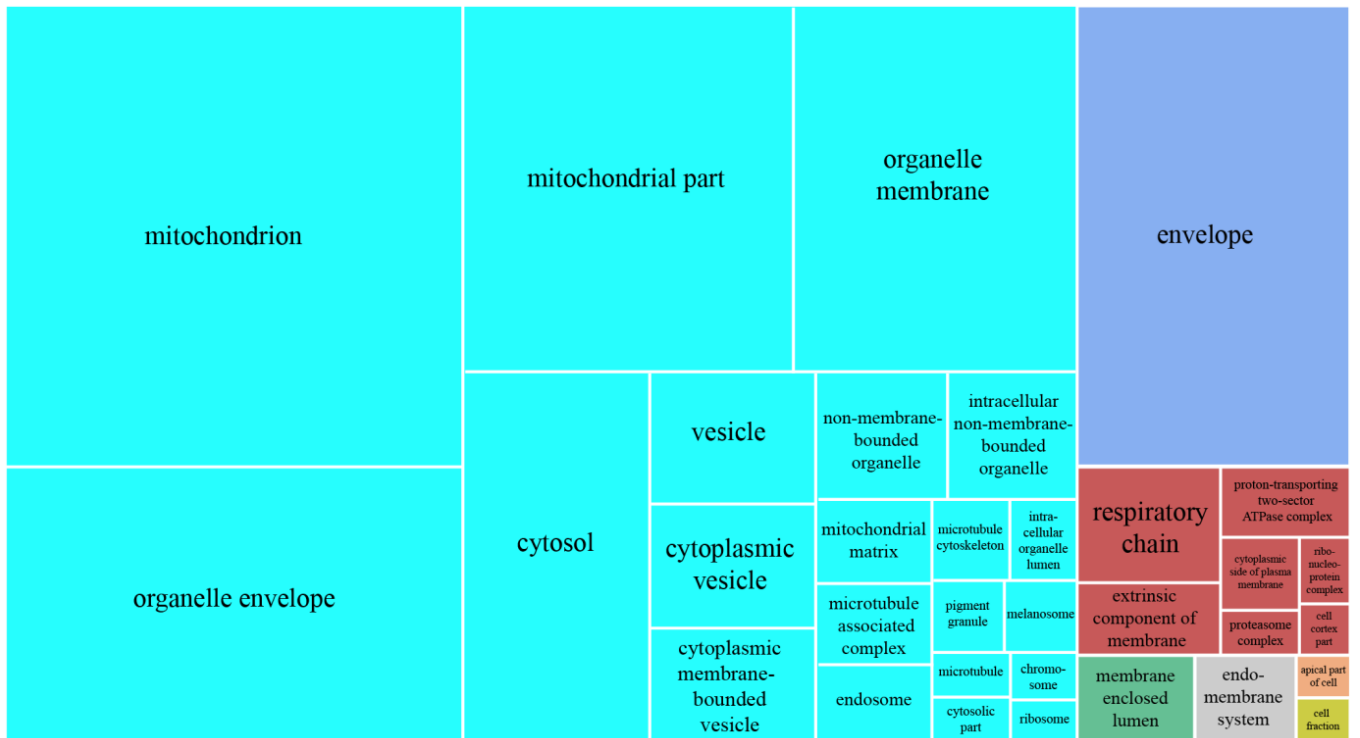 mitochondrion
organelle envelope
mitochondrial part
organelle
membrane
cytosol
vesicle
cytoplasmic
vesicle
cytoplasmic
membrane-
bounded
vesicle
non-membrane-
bounded
organelle
intracellular
non-membrane-
bounded
organelle
mitochondrial
matrix
microtubule
associated
complex
endosome
microtubule
cytoskeleton
intra-
cellular
organelle
lumen
pigment
granule
melanosome
microtubule
chromo-
some
cytosolic
part
ribosome
envelope
respiratory
chain
extrinsic
component of
membrane
proton-transporting
two-sector
ATPase complex
cytoplasmic
side of plasma
membrane
ribo-
nucleo-
protein
complex
proteasome
complex
cell
cortex
part
membrane
enclosed
lumen
endo-
membrane
system
apical part
of cell
cell
fraction